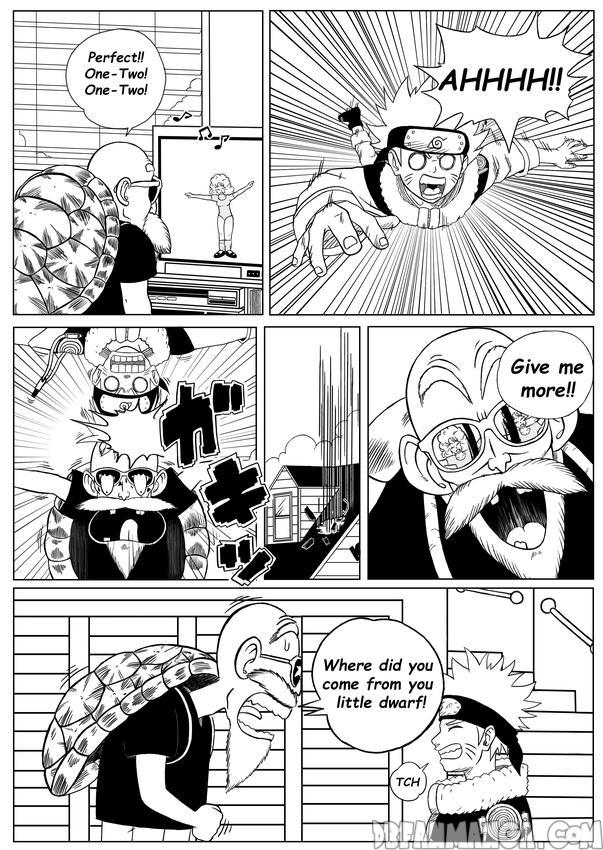 Perfect!!
One-Two!
One-Two!
AHHHH!!
ガ
キ
ッ
Give me
more!!
Where did you
come from you
little dwarf!
TCH
DREAMMANOR.COM